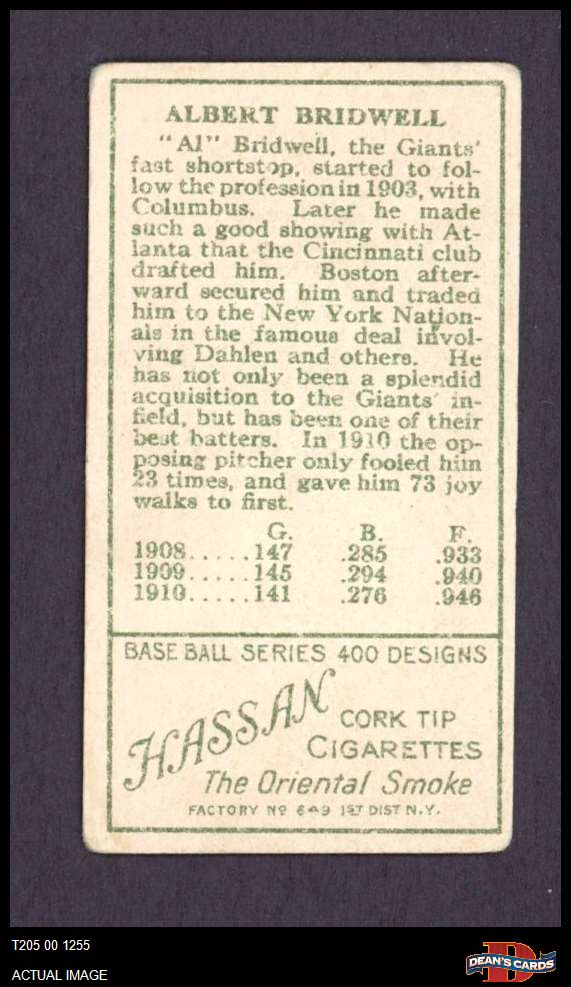 ALBERT BRIDWELL
"Al" Bridwell, the Giants'
fast shortstop, started to fol-
low the profession in 1903, with
Columbus. Later he made
such a good showing with At-
lanta that the Cincinnati club
drafted him. Boston after-
ward secured him and traded
him to the New York Nation-
als in the famous deal invol-
ving Dahlen and others. He
has not only been a splendid
acquisition to the Giants' in-
field, but has been one of their
best batters. In 1910 the op-
posing pitcher only fooled him
23 times, and gave him 73 joy
walks to first.
G. B. F.
1908.....147 .285 .933
1909.....145 .294 .940
1910.....141 .276 .946
BASE BALL SERIES 400 DESIGNS
HASSAN
CORK TIP
CIGARETTES
The Oriental Smoke
FACTORY Nº 649 1ST DIST N.Y.
T205 00 1255
ACTUAL IMAGE
DEAN'S CARDS